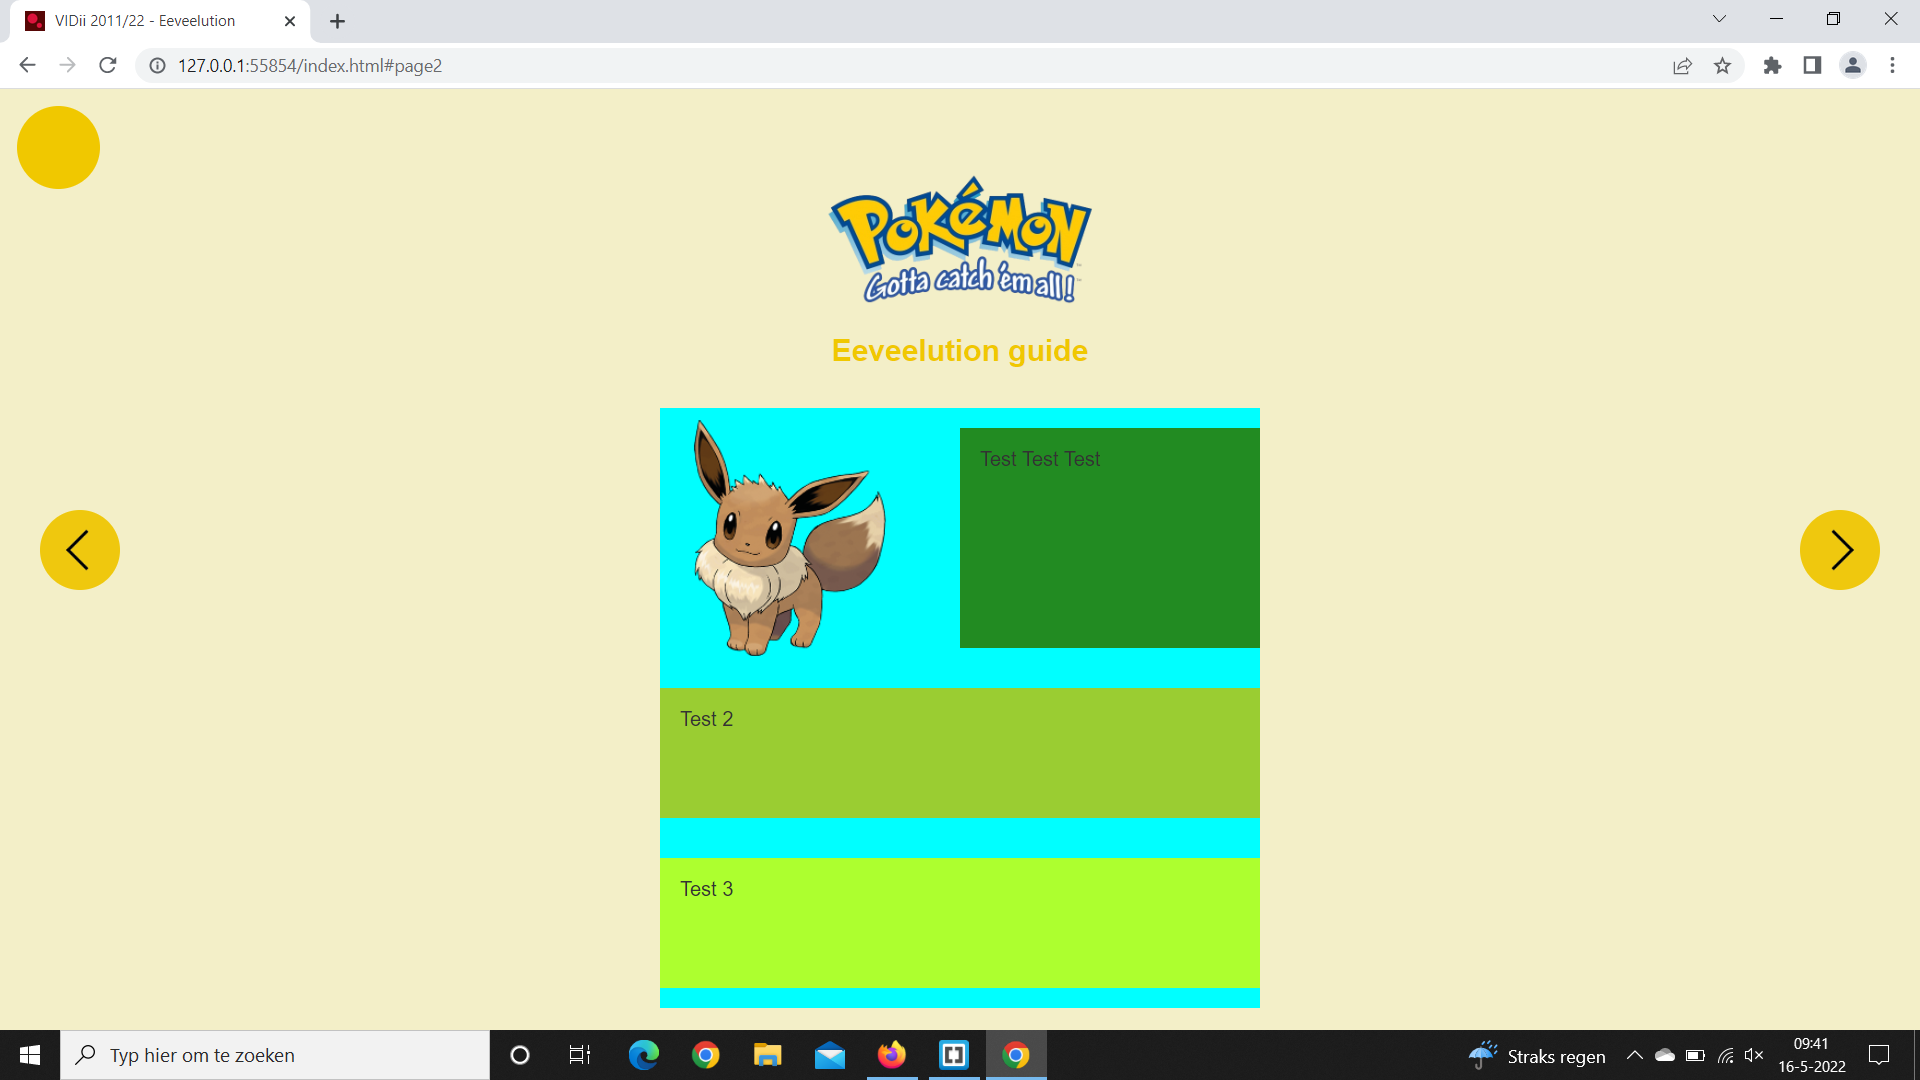 VIDii 2011/22 - Eeveelution
127.0.0.1:55854/index.html#page2
POKéMON
Gotta catch 'em all!
Eeveelution guide
Test Test Test
Test 2
Test 3
Typ hier om te zoeken
Straks regen
09:41
16-5-2022